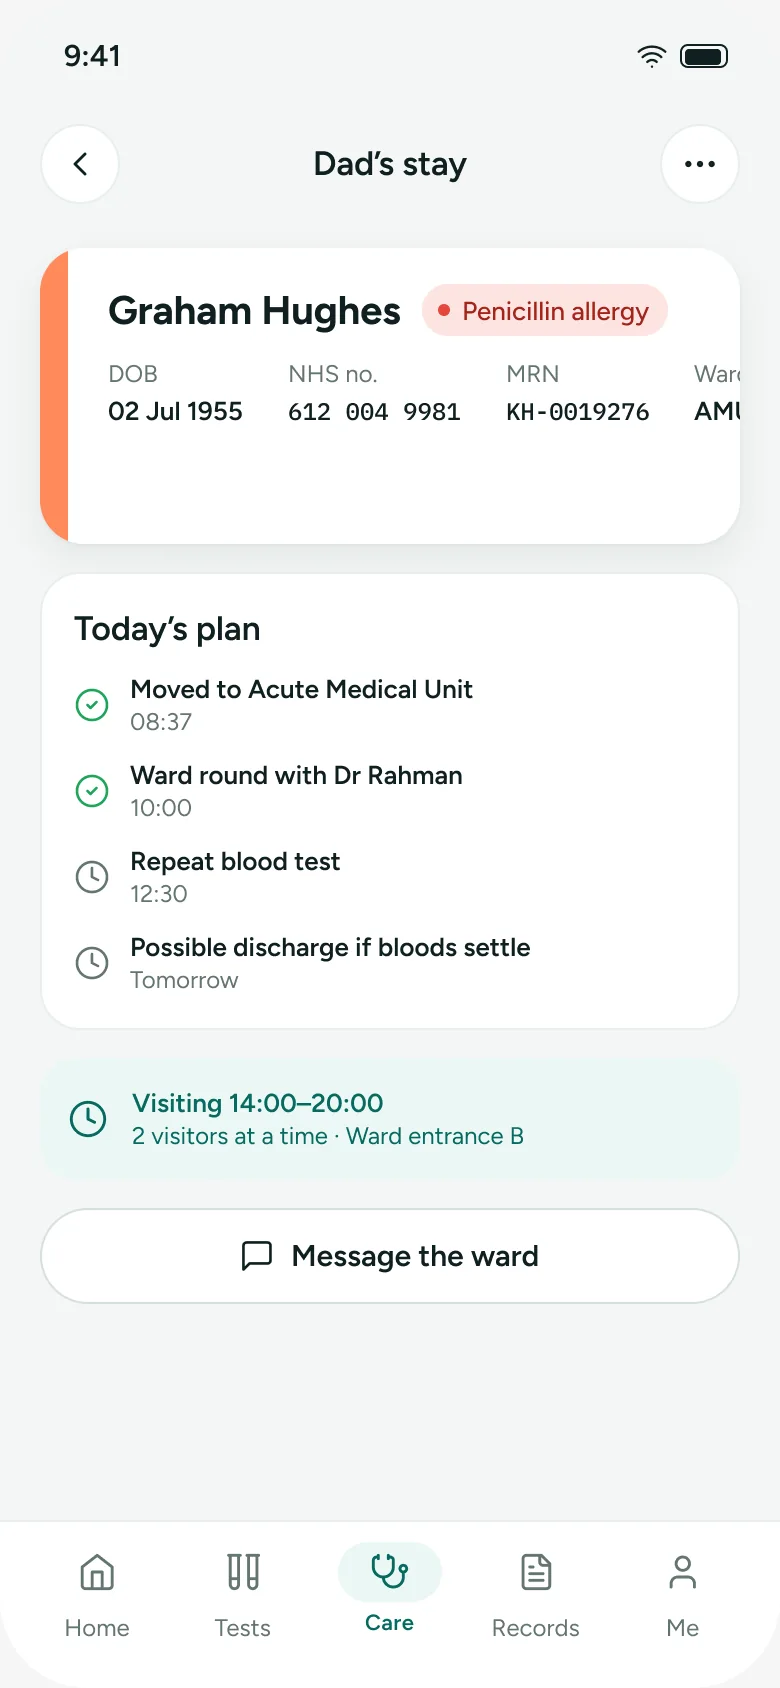 9:41
Dad’s stay
Graham Hughes
Penicillin allergy
DOB NHS no. MRN
02 Jul 1955 612 004 9981 KH-0019276
Today’s plan
Moved to Acute Medical Unit
08:37
Ward round with Dr Rahman
10:00
Repeat blood test
12:30
Possible discharge if bloods settle
Tomorrow
Visiting 14:00–20:00
2 visitors at a time · Ward entrance B
Message the ward
Home Tests Care Records Me